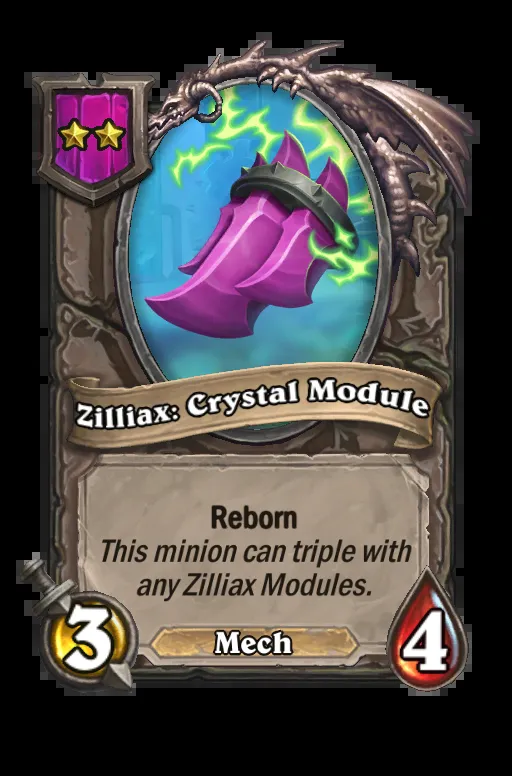 Zilliax: Crystal Module
Reborn
This minion can triple with
any Zilliax Modules.
3
Mech
4